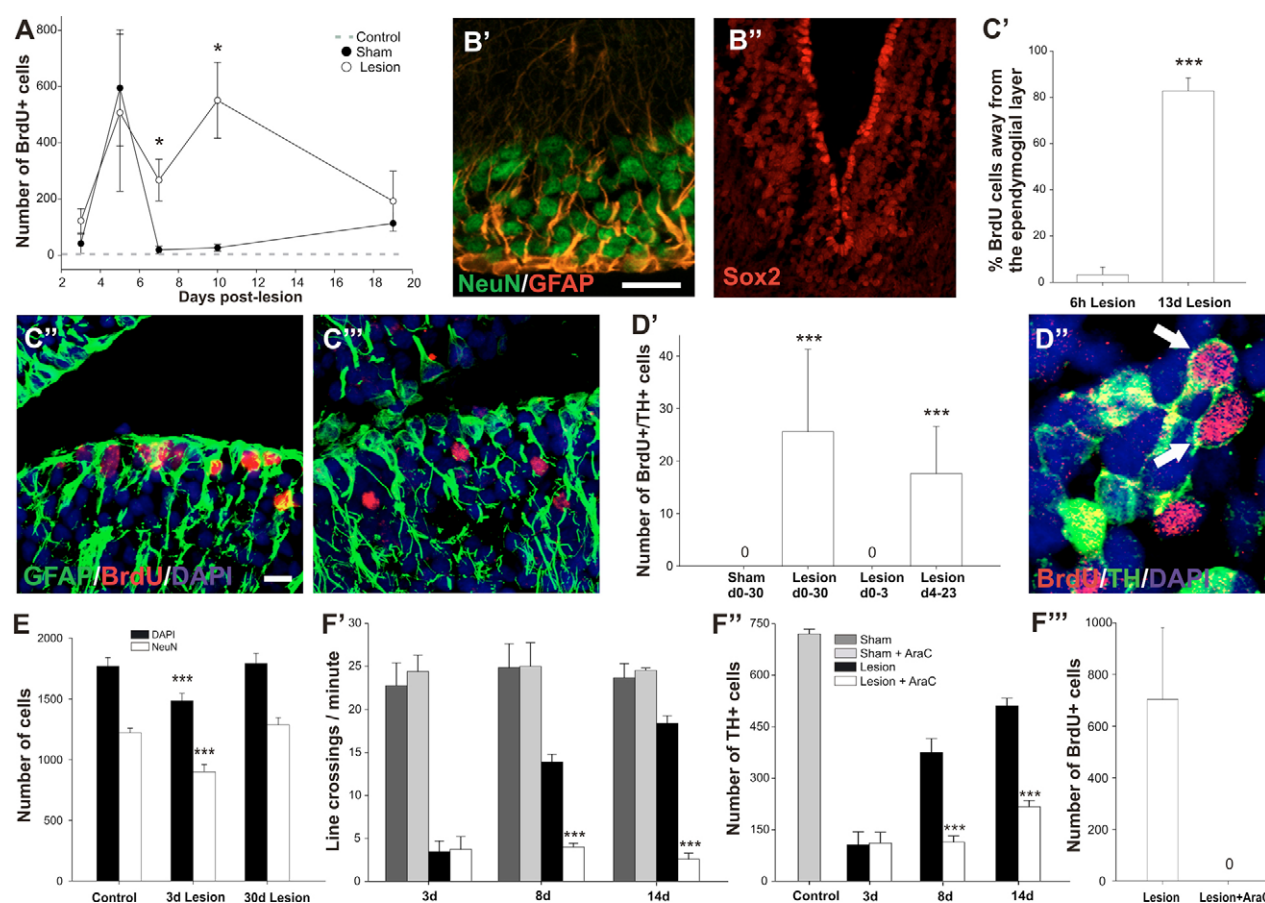 A
Number of BrdU+ cells
800
600
400
200
0
2 4 6 8 10 12 14 16 18 20
Days post-lesion
Control
Sham
Lesion
*
*
B'
NeuN/GFAP
B''
Sox2
C'
% BrdU cells away from
the ependymoglial layer
100
80
60
40
20
0
***
6h Lesion 13d Lesion
C''
GFAP/BrdU/DAPI
C'''
D'
Number of BrdU+/TH+ cells
40
30
20
10
0
0
***
0
***
Sham Lesion Lesion Lesion
d0-30 d0-30 d0-3 d4-23
D''
BrdU/TH/DAPI
E
Number of cells
2000
1500
1000
500
0
DAPI
NeuN
***
***
Control 3d Lesion 30d Lesion
F'
Line crossings / minute
30
25
20
15
10
5
0
***
***
3d 8d 14d
F''
Number of TH+ cells
750
600
450
300
150
0
Sham
Sham + AraC
Lesion
Lesion + AraC
***
***
Control 3d 8d 14d
F'''
Number of BrdU+ cells
1000
800
600
400
200
0
0
Lesion Lesion+AraC